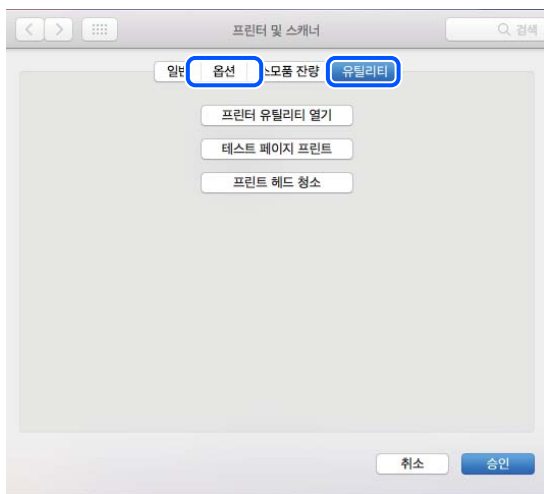 프린터 및 스캐너
검색
일반 옵션 소모품 잔량 유틸리티
프린터 유틸리티 열기
테스트 페이지 프린트
프린트 헤드 청소
취소 승인